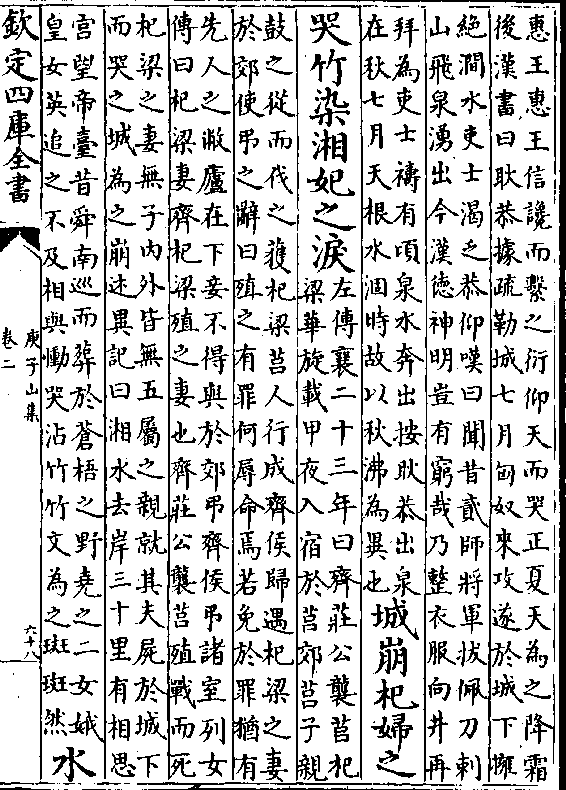 惠王惠王信讒而繫之衍仰天而哭正夏天為之降霜
後漢書曰耿恭據疏勒城七月匈奴來攻遂於城下擁
絶澗水吏士渴乏恭仰嘆曰聞昔貳師將軍拔佩刀刺
山飛泉湧出今漢德神明豈有窮哉乃整衣服向井再
拜為吏士禱有頃泉水奔出按耿恭出泉
在秋七月天根水涸時故以秋沸為異也
城崩杞婦之
哭竹染湘妃之淚
左傳襄二十三年曰齊莊公襲莒杞
梁華旋載甲夜入宿於莒郊莒子親
鼓之從而伐之獲杞梁莒人行成齊侯歸遇杞梁之妻
於郊使弔之辭曰殖之有罪何辱命焉若免於罪猶有
先人之敝廬在下妾不得與於郊弔齊侯弔諸室列女
傳曰杞梁妻齊杞梁殖之妻也齊莊公襲莒殖戰而死
杞梁之妻無子内外皆無五屬之親就其夫屍於城下
而哭之城為之崩述異記曰湘水去岸三十里有相思
宫望帝臺昔舜南巡而葬於蒼梧之野堯之二女娥
皇女英追之不及相與慟哭沾竹竹文為之斑斑然
水
欽定四庫全書
庾子山集
卷二
六十八